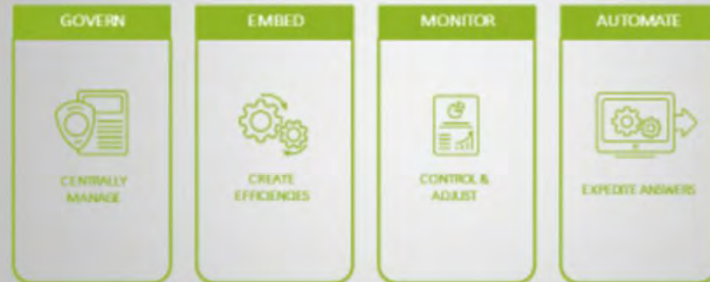 GOVERN
CENTRALLY
MANAGE
EMBED
CREATE
EFFICIENCIES
MONITOR
CONTROL &
ADJUST
AUTOMATE
EXPEDITE ANSWERS